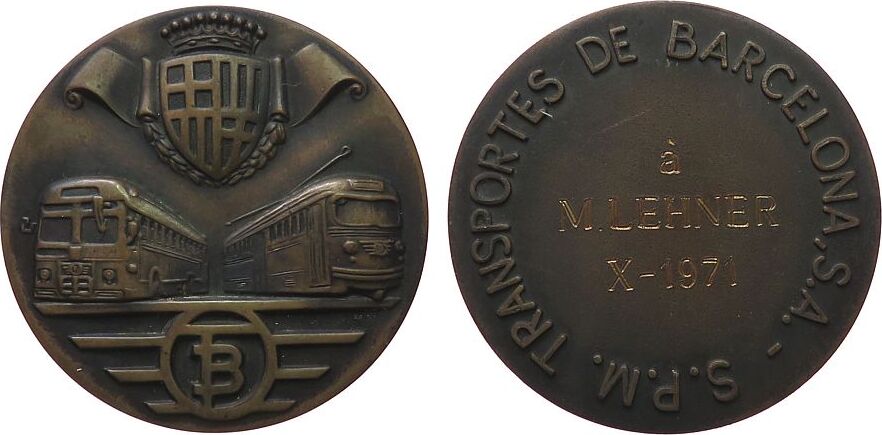 TB
TRANSPORTES DE BARCELONA, S.A. - S.P.M.
à
M. LEHNER
X-1971